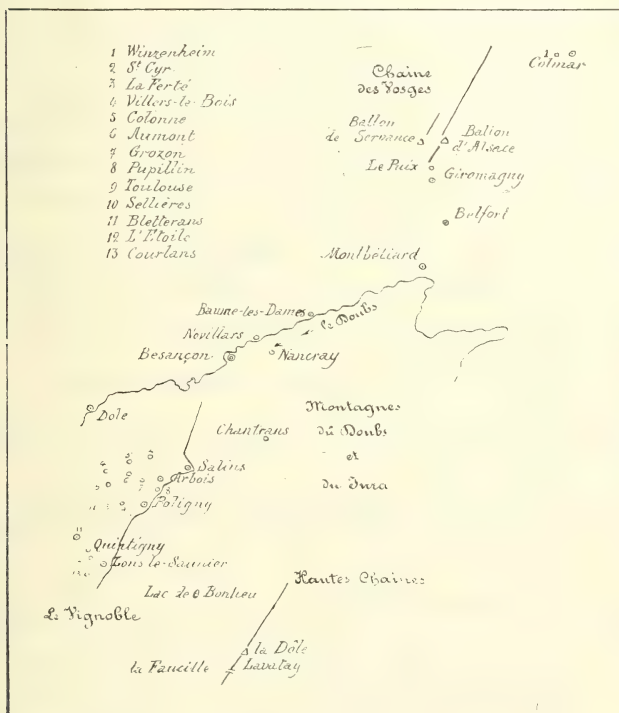 1 Winzenheim
2 St Cyr
3 La Ferté
4 Villers-le-Bois
5 Colonne
6 Aumont
7 Grozon
8 Pupillin
9 Toulouse
10 Sellières
11 Bletterans
12 L'Etoile
13 Courlans
1
Colmar
Chaine
des Vosges
Ballon
de Servance
Ballon
d'Alsace
Le Puix
Giromagny
Belfort
Montbéliard
Baume-les-Dames
le Doubs
Novillars
Besançon
Nancray
Dole
Montagnes
du Doubs
et
du Jura
Chantrans
Salins
Arbois
8
Poligny
11
Quintigny
Lons-le-Saunier
Lac de Bonlieu
Le Vignoble
Hautes Chaines
la Dôle
la Faucille
Lavatay